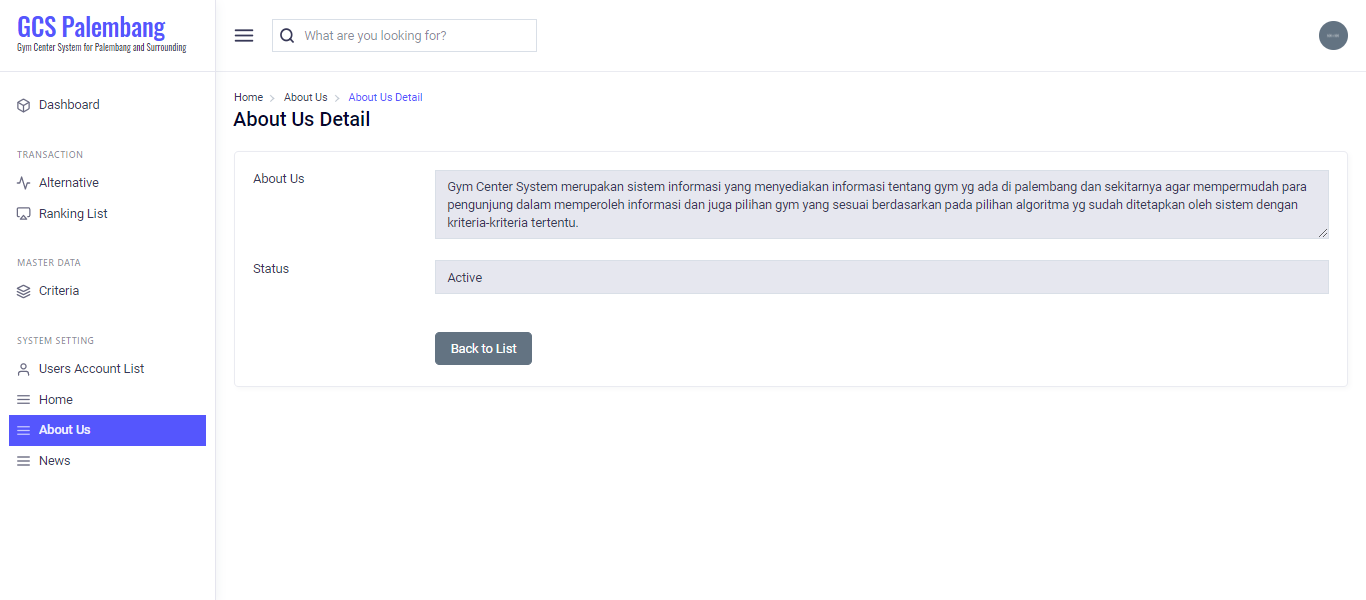 GCS Palembang
Gym Center System for Palembang and Surrounding
What are you looking for?
Dashboard
TRANSACTION
Alternative
Ranking List
MASTER DATA
Criteria
SYSTEM SETTING
Users Account List
Home
About Us
News
Home > About Us > About Us Detail
About Us Detail
About Us
Gym Center System merupakan sistem informasi yang menyediakan informasi tentang gym yg ada di palembang dan sekitarnya agar mempermudah para
pengunjung dalam memperoleh informasi dan juga pilihan gym yang sesuai berdasarkan pada pilihan algoritma yg sudah ditetapkan oleh sistem dengan
kriteria-kriteria tertentu.
Status
Active
Back to List